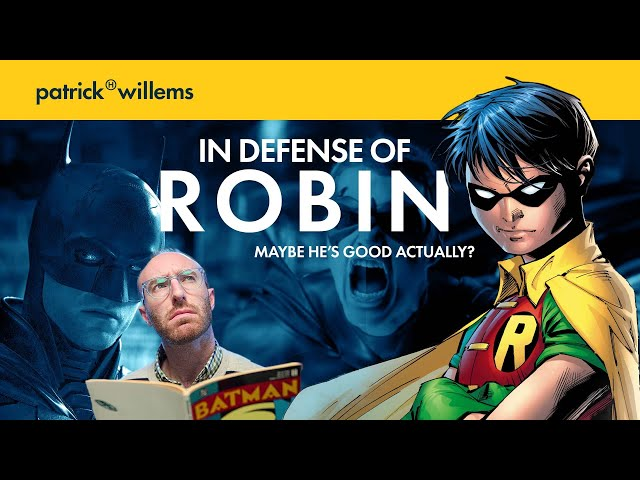 patrick Ⓗ willems
IN DEFENSE OF
ROBIN
MAYBE HE'S GOOD ACTUALLY?
BATMAN
R